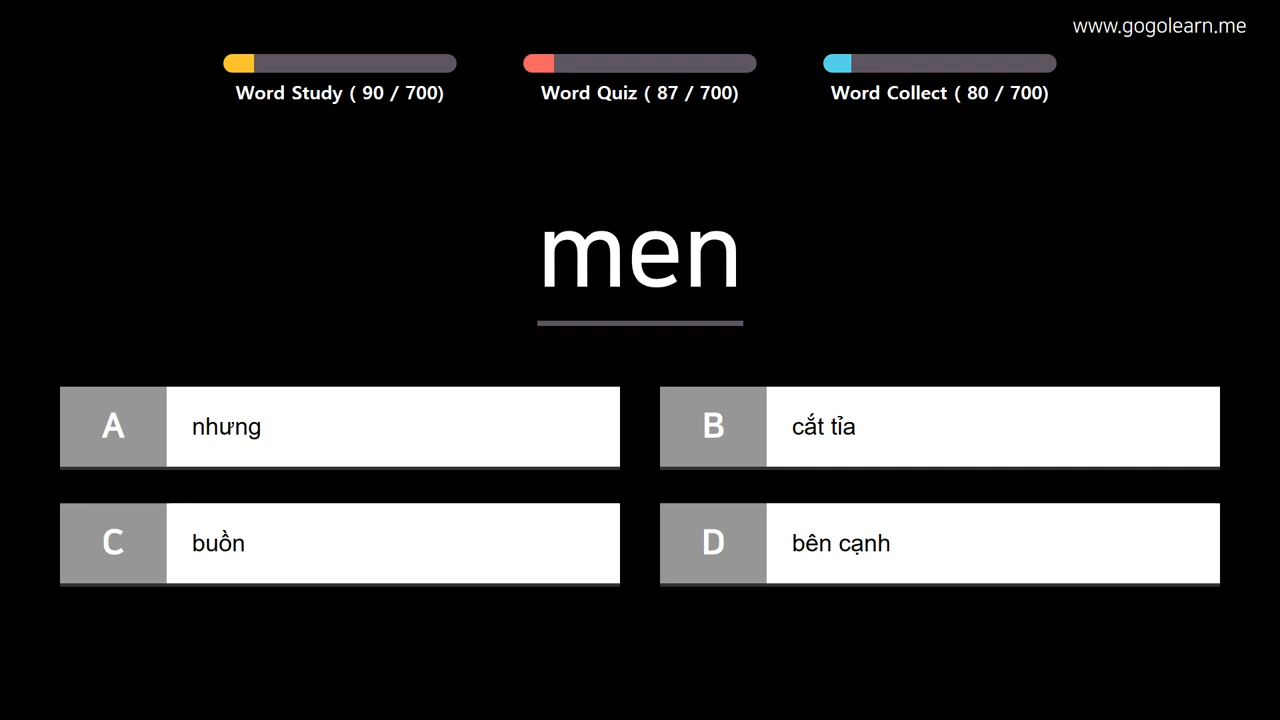 www.gogolearn.me
Word Study ( 90 / 700)
Word Quiz ( 87 / 700)
Word Collect ( 80 / 700)
men
A nhưng
B cắt tỉa
C buồn
D bên cạnh